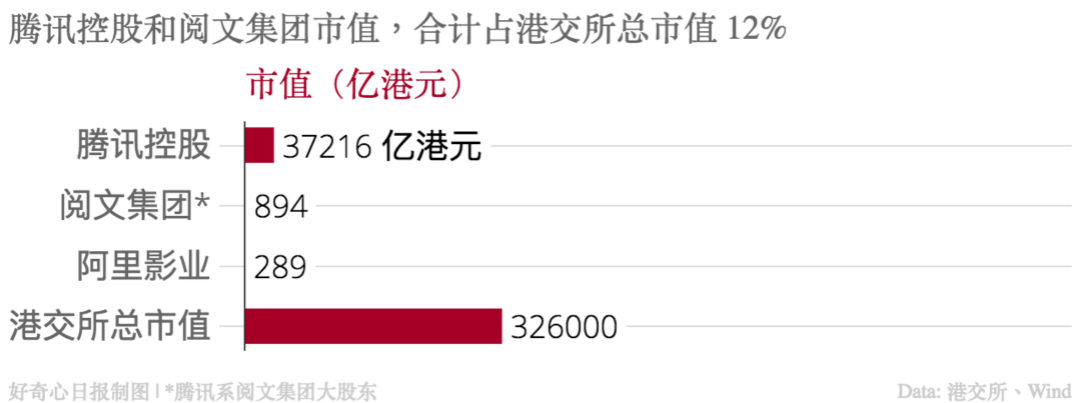 腾讯控股和阅文集团市值，合计占港交所总市值 12%
市值（亿港元）
腾讯控股 37216 亿港元
阅文集团* 894
阿里影业 289
港交所总市值 326000
好奇心日报制图 | *腾讯系阅文集团大股东 Data: 港交所、Wind